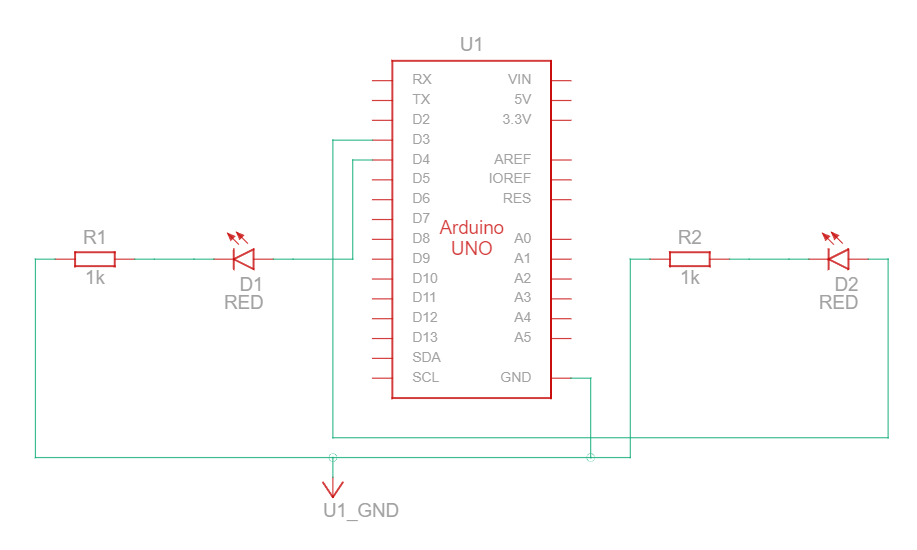 U1
RX
TX
D2
D3
D4
D5
D6
D7
D8
D9
D10
D11
D12
D13
SDA
SCL
VIN
5V
3.3V
AREF
IOREF
RES
A0
A1
A2
A3
A4
A5
GND
Arduino
UNO
R1
1k
D1
RED
R2
1k
D2
RED
U1_GND